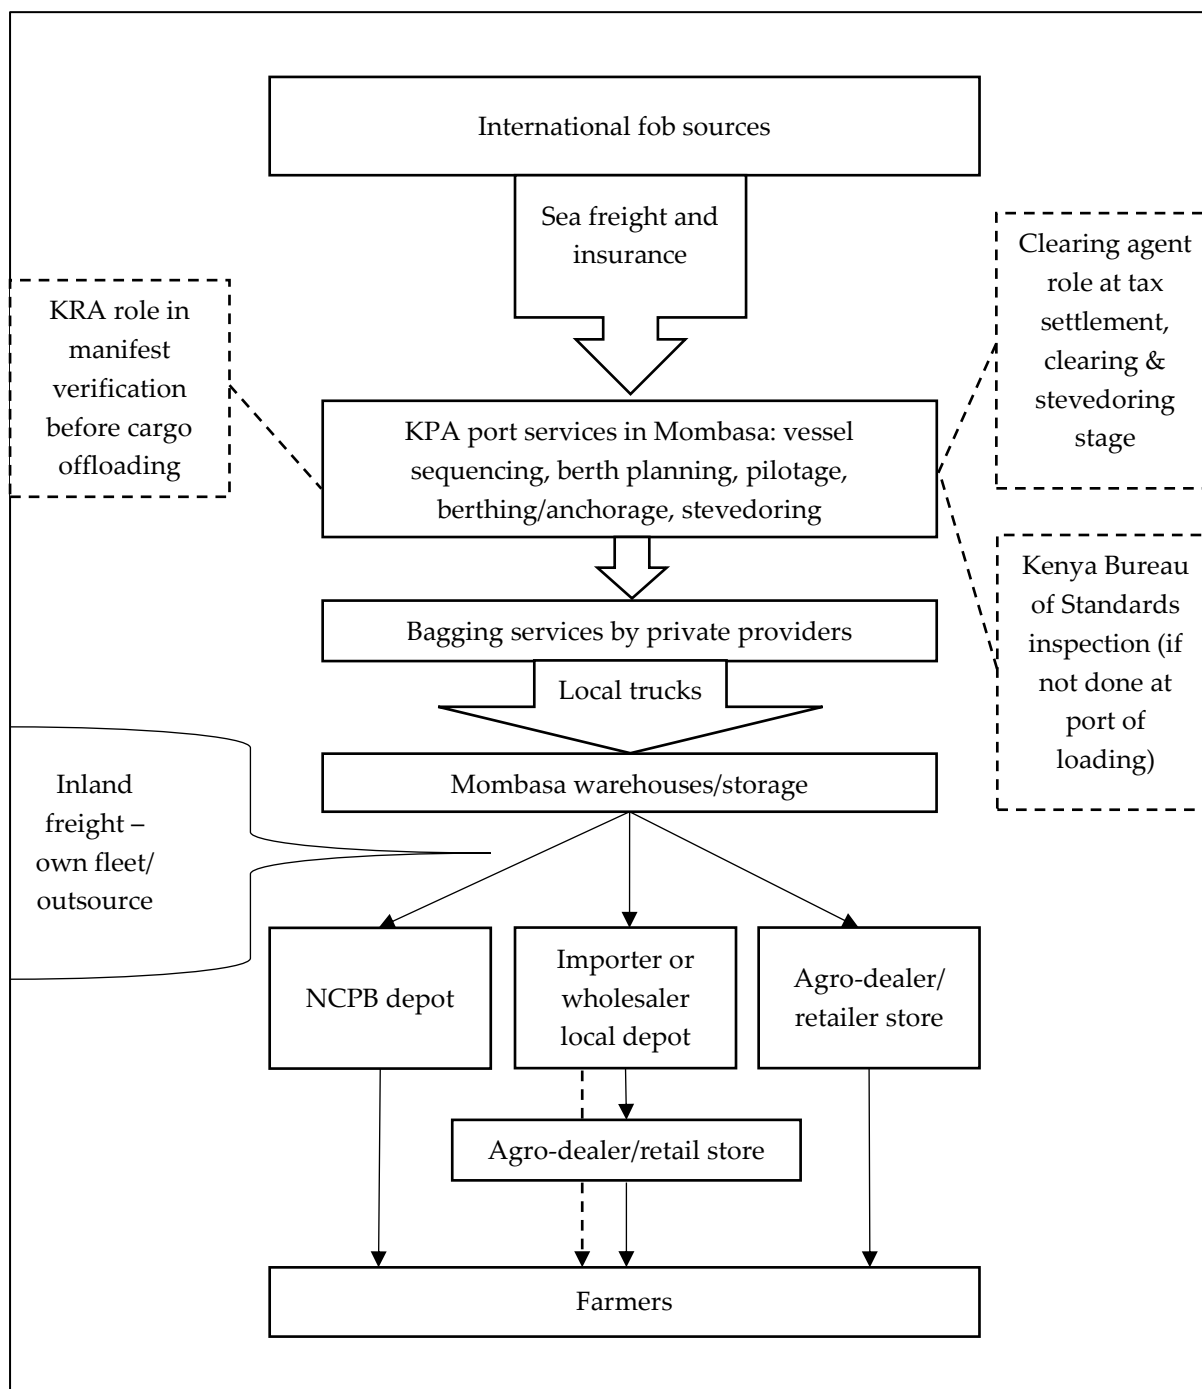 International fob sources
Sea freight and
insurance
Clearing agent
role at tax
settlement,
clearing &
stevedoring
stage
KRA role in
manifest
verification
before cargo
offloading
KPA port services in Mombasa: vessel
sequencing, berth planning, pilotage,
berthing/anchorage, stevedoring
Kenya Bureau
of Standards
inspection (if
not done at
port of
loading)
Bagging services by private providers
Local trucks
Mombasa warehouses/storage
Inland
freight –
own fleet/
outsource
NCPB depot
Importer or
wholesaler
local depot
Agro-dealer/
retailer store
Agro-dealer/retail store
Farmers